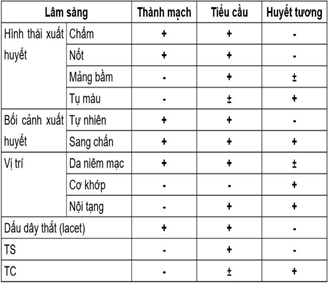 Lâm sàng Thành mạch Tiểu cầu Huyết tương
Hình thái xuất huyết Chấm + + -
Nốt + + -
Mảng bầm - + ±
Tụ máu - ± +
Bối cảnh xuất huyết Tự nhiên + + -
Sang chấn + + +
Vị trí Da niêm mạc + + ±
Cơ khớp - - +
Nội tạng - + +
Dấu dây thắt (lacet) + + -
TS - + -
TC - ± +